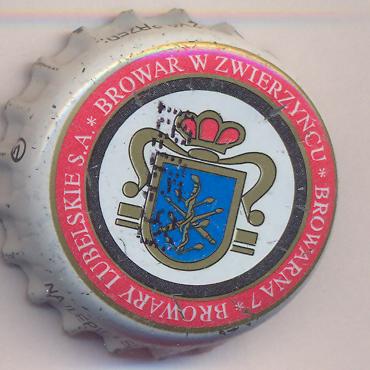 BROWAR W ZWIERZYŃCU * BROWARNA 7 * BROWARY LUBELSKIE S.A. *